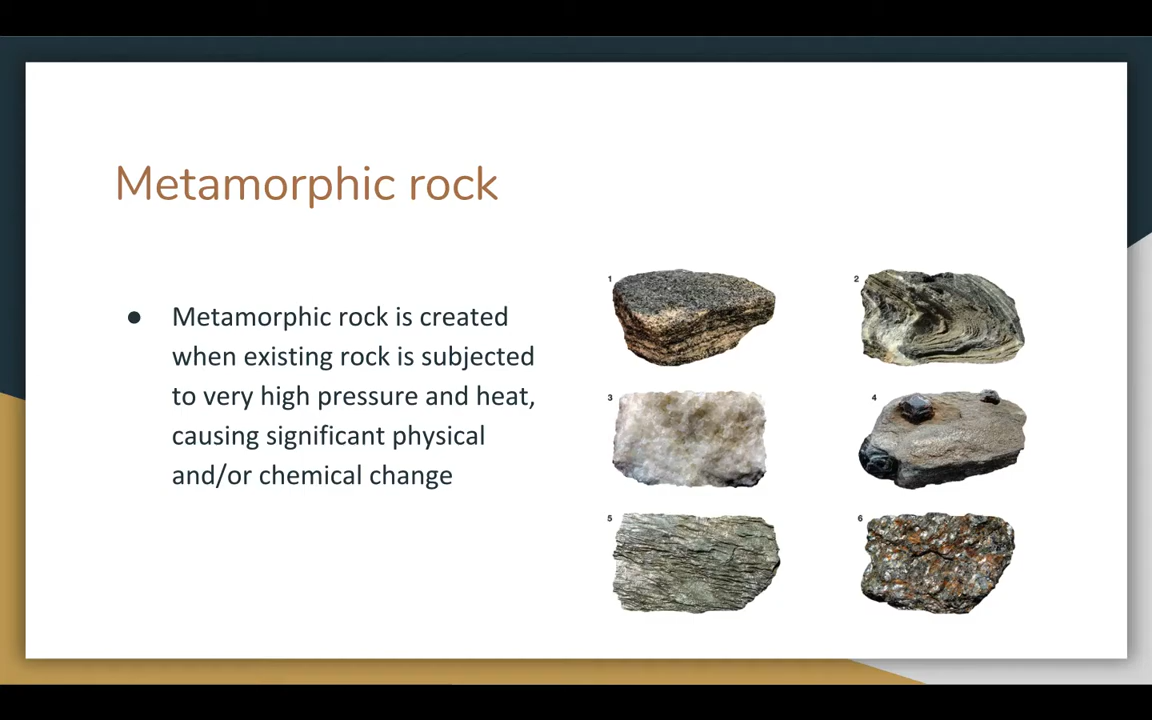 Metamorphic rock
● Metamorphic rock is created
when existing rock is subjected
to very high pressure and heat,
causing significant physical
and/or chemical change
1
2
3
4
5
6